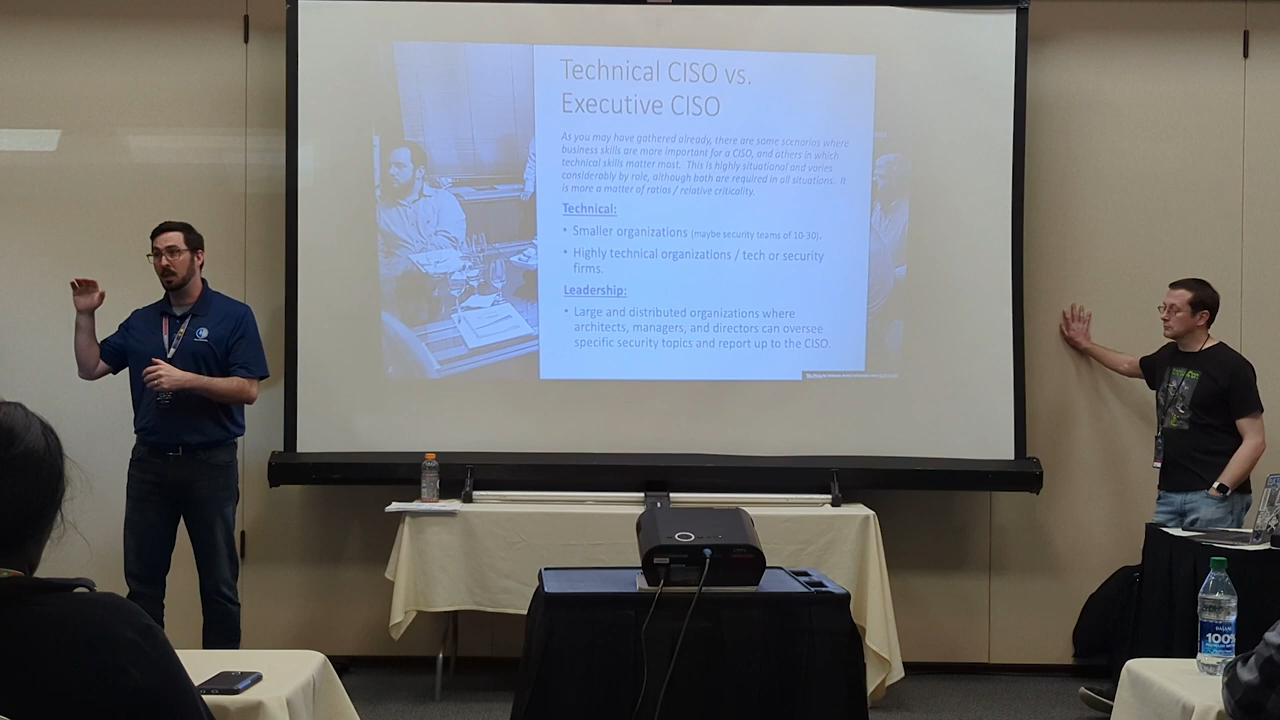 Technical CISO vs.
Executive CISO
As you may have gathered already, there are some scenarios where
business skills are more important for a CISO, and others in which
technical skills matter most. This is highly situational and varies
considerably by role, although both are required in all situations. It
is more a matter of ratios / relative criticality.
Technical:
• Smaller organizations (maybe security teams of 10-30).
• Highly technical organizations / tech or security
firms.
Leadership:
• Large and distributed organizations where
architects, managers, and directors can oversee
specific security topics and report up to the CISO.
DASANI
100%